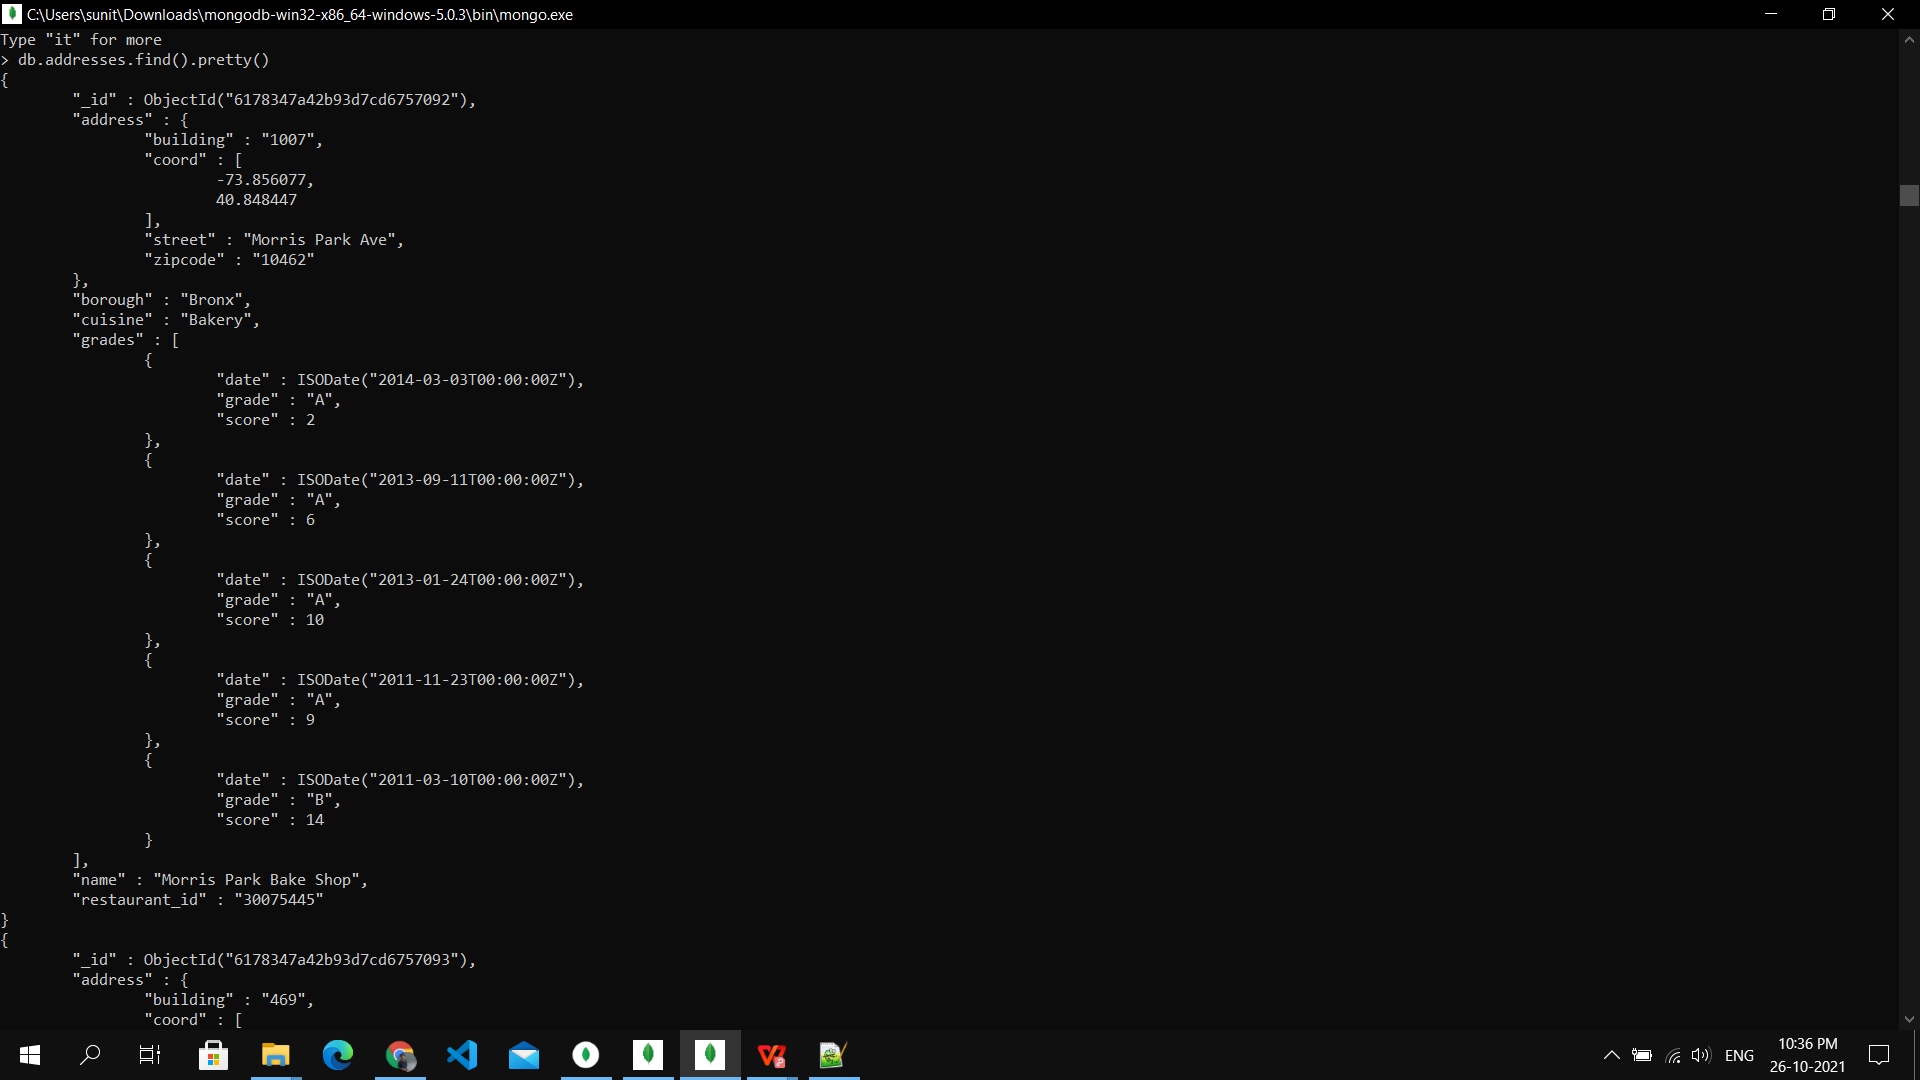 C:\Users\sunit\Downloads\mongodb-win32-x86_64-windows-5.0.3\bin\mongo.exe
Type "it" for more
> db.addresses.find().pretty()
{
        "_id" : ObjectId("6178347a42b93d7cd6757092"),
        "address" : {
                "building" : "1007",
                "coord" : [
                        -73.856077,
                        40.848447
                ],
                "street" : "Morris Park Ave",
                "zipcode" : "10462"
        },
        "borough" : "Bronx",
        "cuisine" : "Bakery",
        "grades" : [
                {
                        "date" : ISODate("2014-03-03T00:00:00Z"),
                        "grade" : "A",
                        "score" : 2
                },
                {
                        "date" : ISODate("2013-09-11T00:00:00Z"),
                        "grade" : "A",
                        "score" : 6
                },
                {
                        "date" : ISODate("2013-01-24T00:00:00Z"),
                        "grade" : "A",
                        "score" : 10
                },
                {
                        "date" : ISODate("2011-11-23T00:00:00Z"),
                        "grade" : "A",
                        "score" : 9
                },
                {
                        "date" : ISODate("2011-03-10T00:00:00Z"),
                        "grade" : "B",
                        "score" : 14
                }
        ],
        "name" : "Morris Park Bake Shop",
        "restaurant_id" : "30075445"
}
{
        "_id" : ObjectId("6178347a42b93d7cd6757093"),
        "address" : {
                "building" : "469",
                "coord" : [
ENG
10:36 PM
26-10-2021